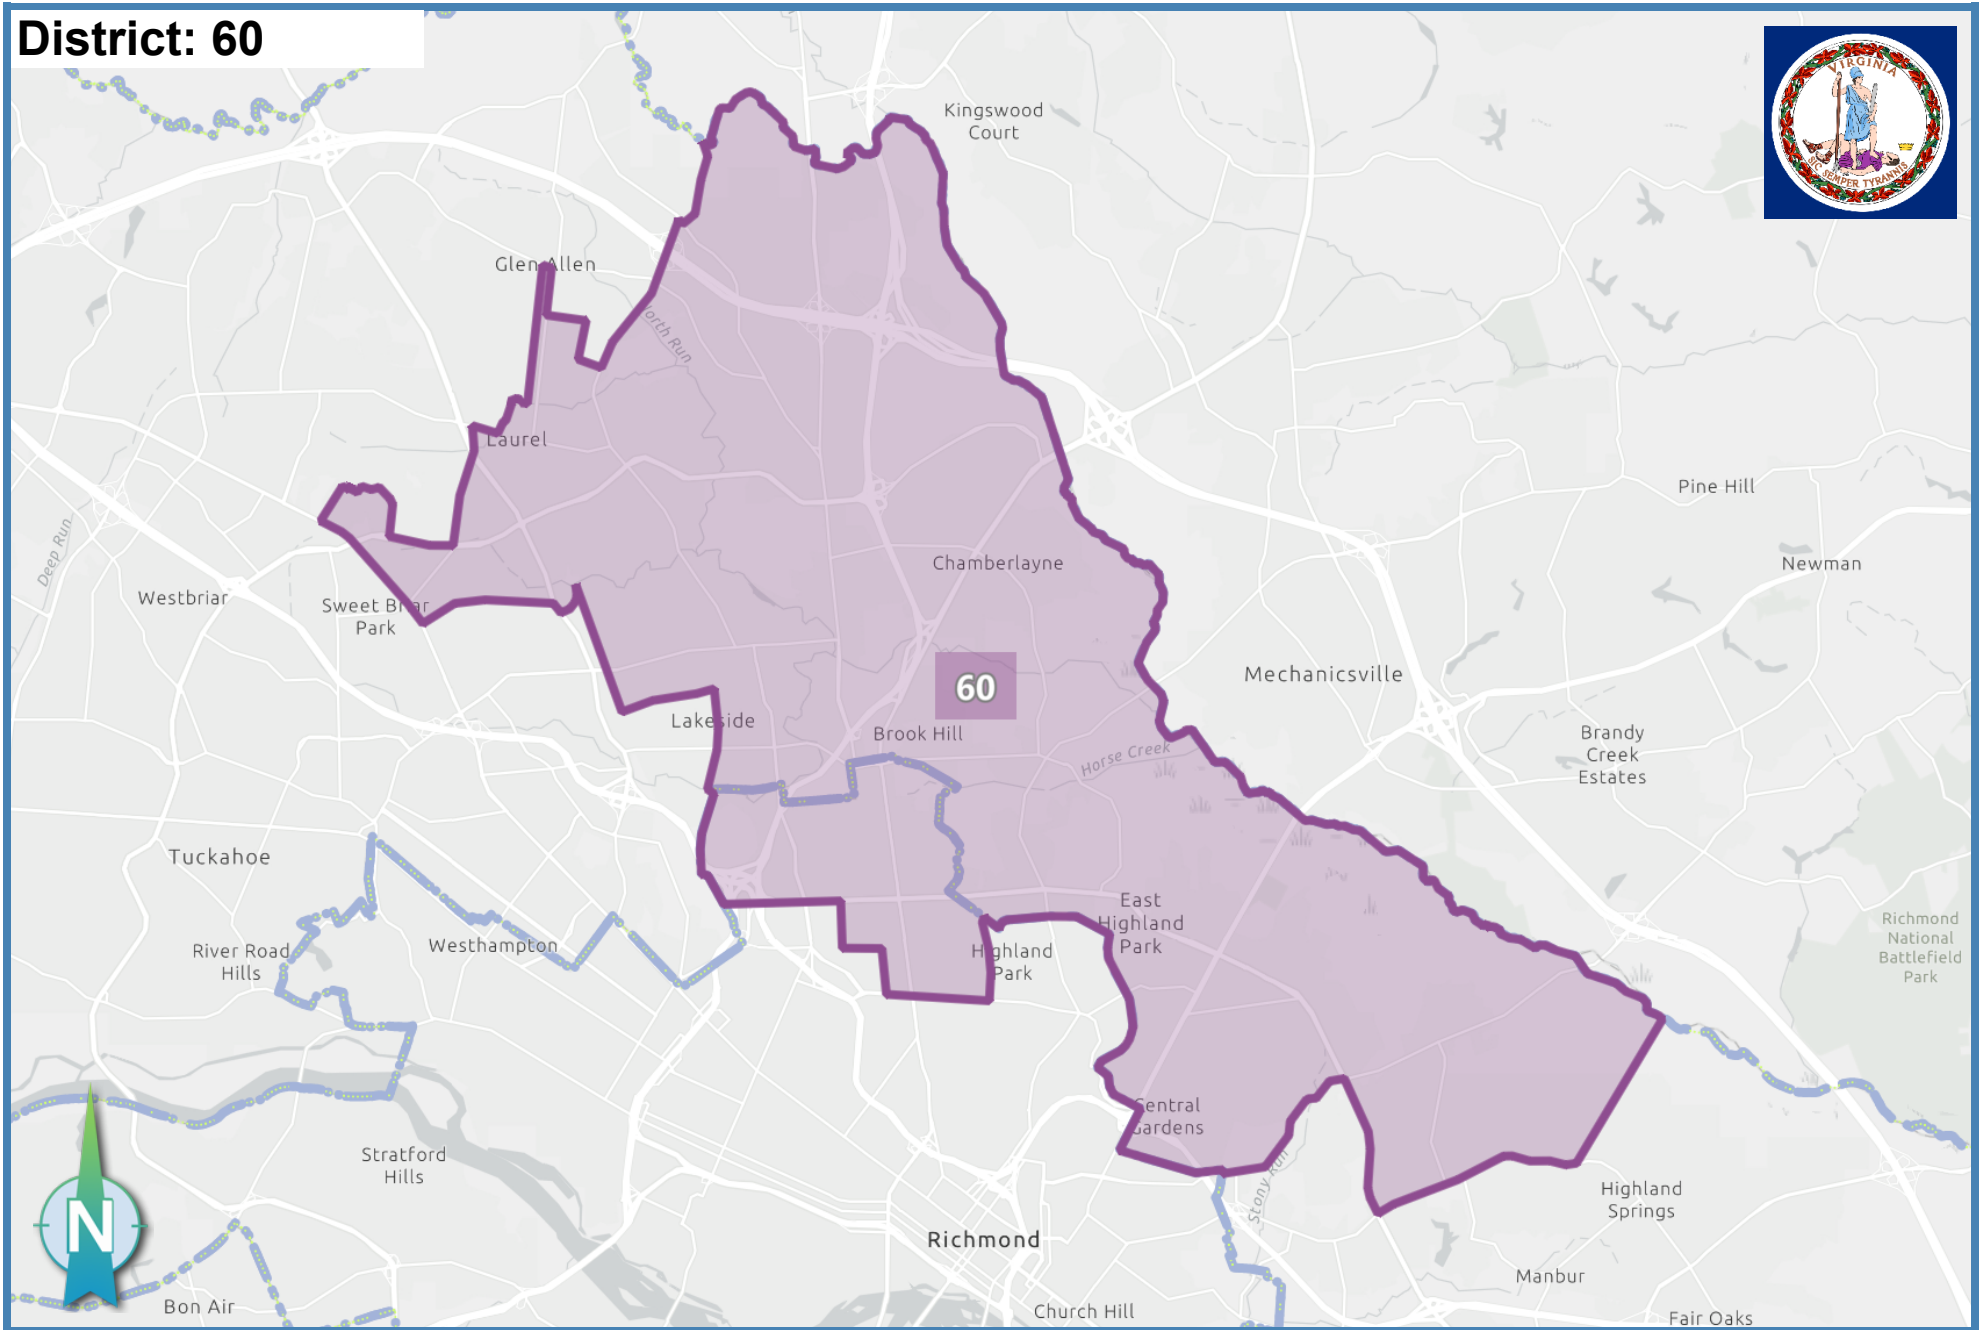 District: 60
VIRGINIA
SIC SEMPER TYRANNIS
Kingswood
Court
Glen Allen
North Run
Laurel
Pine Hill
Deep Run
Chamberlayne
Newman
Westbriar
Sweet Briar
Park
Mechanicsville
60
Lakeside
Brook Hill
Horse Creek
Brandy
Creek
Estates
Tuckahoe
East
Highland
Park
Richmond
National
Battlefield
Park
River Road
Hills
Westhampton
Highland
Park
Central
Gardens
Stratford
Hills
Stony Run
Highland
Springs
N
Richmond
Manbur
Bon Air
Church Hill
Fair Oaks